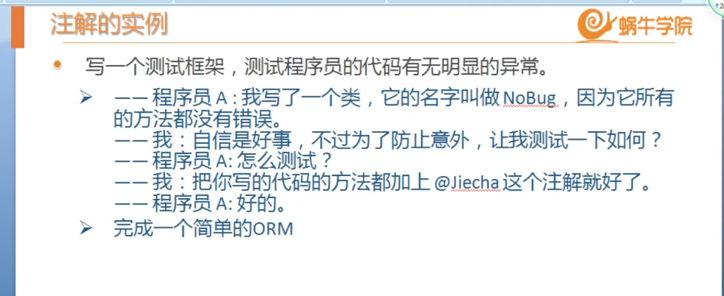 注解的实例
蜗牛学院
写一个测试框架，测试程序员的代码有无明显的异常。
—— 程序员 A : 我写了一个类，它的名字叫做 NoBug，因为它所有
的方法都没有错误。
—— 我：自信是好事，不过为了防止意外，让我测试一下如何？
—— 程序员 A: 怎么测试？
—— 我：把你写的代码的方法都加上 @Jiecha 这个注解就好了。
—— 程序员 A: 好的。
完成一个简单的ORM